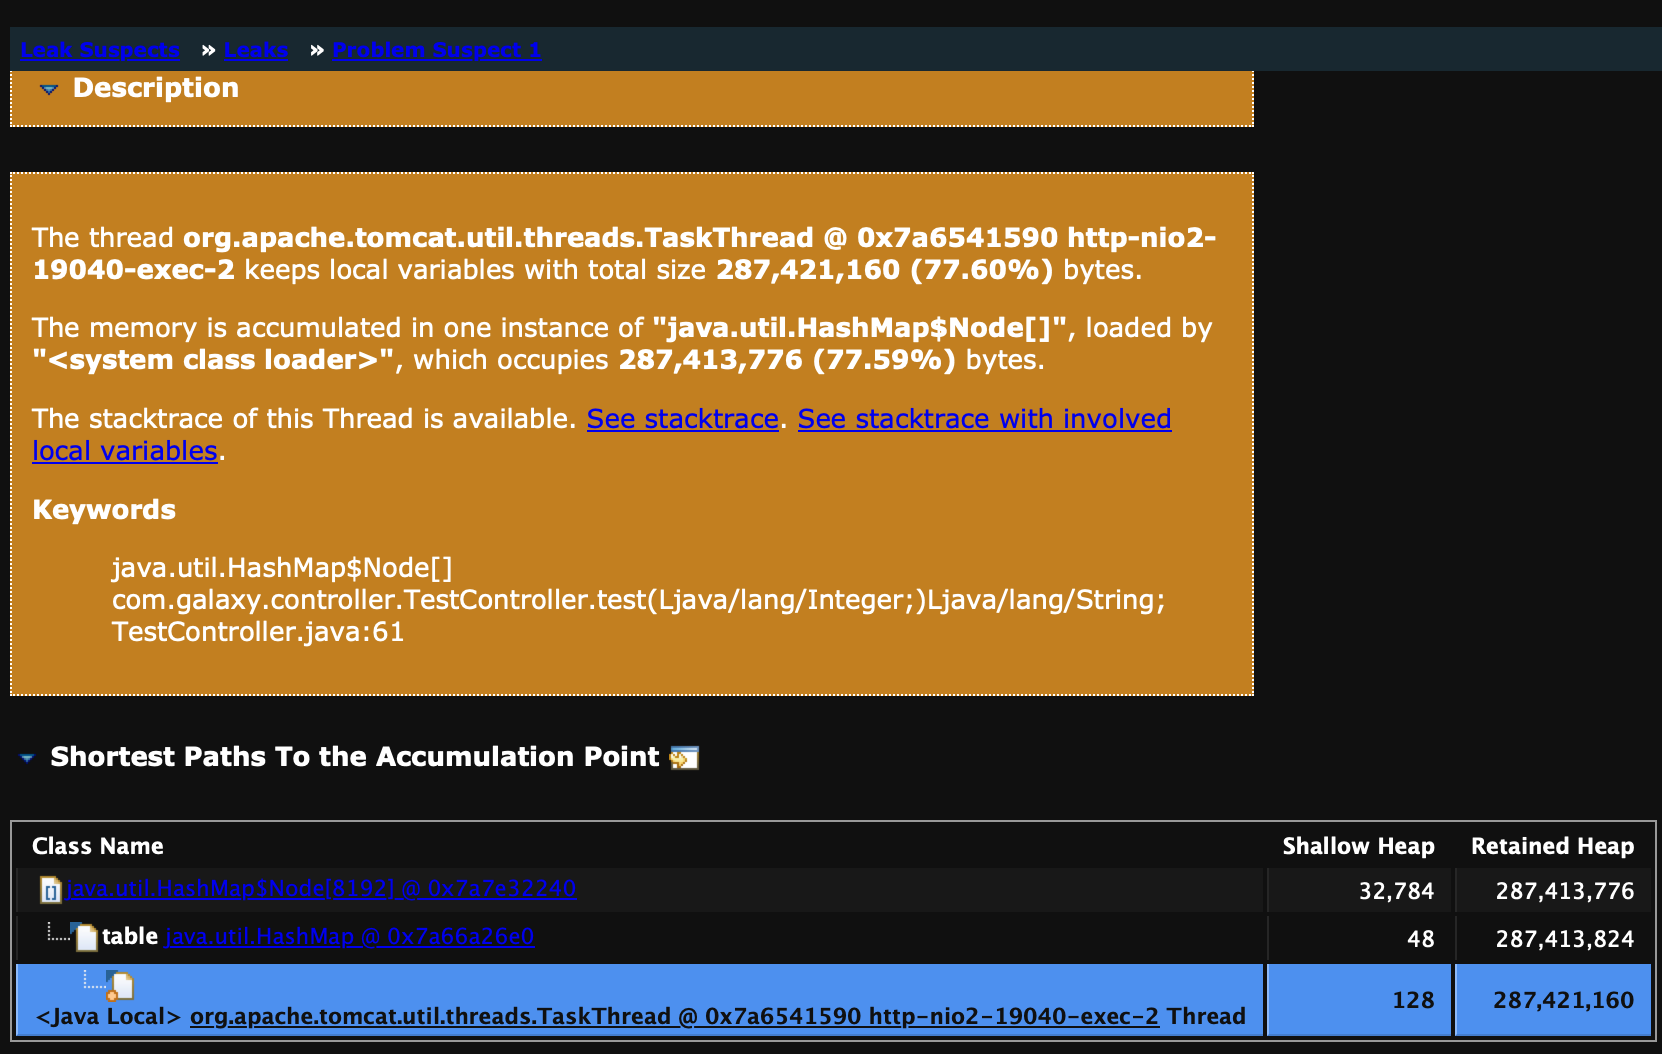 Leak Suspects » Leaks » Problem Suspect 1
Description
The thread org.apache.tomcat.util.threads.TaskThread @ 0x7a6541590 http-nio2-
19040-exec-2 keeps local variables with total size 287,421,160 (77.60%) bytes.
The memory is accumulated in one instance of "java.util.HashMap$Node[]", loaded by
"<system class loader>", which occupies 287,413,776 (77.59%) bytes.
The stacktrace of this Thread is available. See stacktrace. See stacktrace with involved
local variables.
Keywords
java.util.HashMap$Node[]
com.galaxy.controller.TestController.test(Ljava/lang/Integer;)Ljava/lang/String;
TestController.java:61
Shortest Paths To the Accumulation Point
Class Name Shallow Heap Retained Heap
java.util.HashMap$Node[8192] @ 0x7a7e32240 32,784 287,413,776
table java.util.HashMap @ 0x7a66a26e0 48 287,413,824
<Java Local> org.apache.tomcat.util.threads.TaskThread @ 0x7a6541590 http-nio2-19040-exec-2 Thread 128 287,421,160